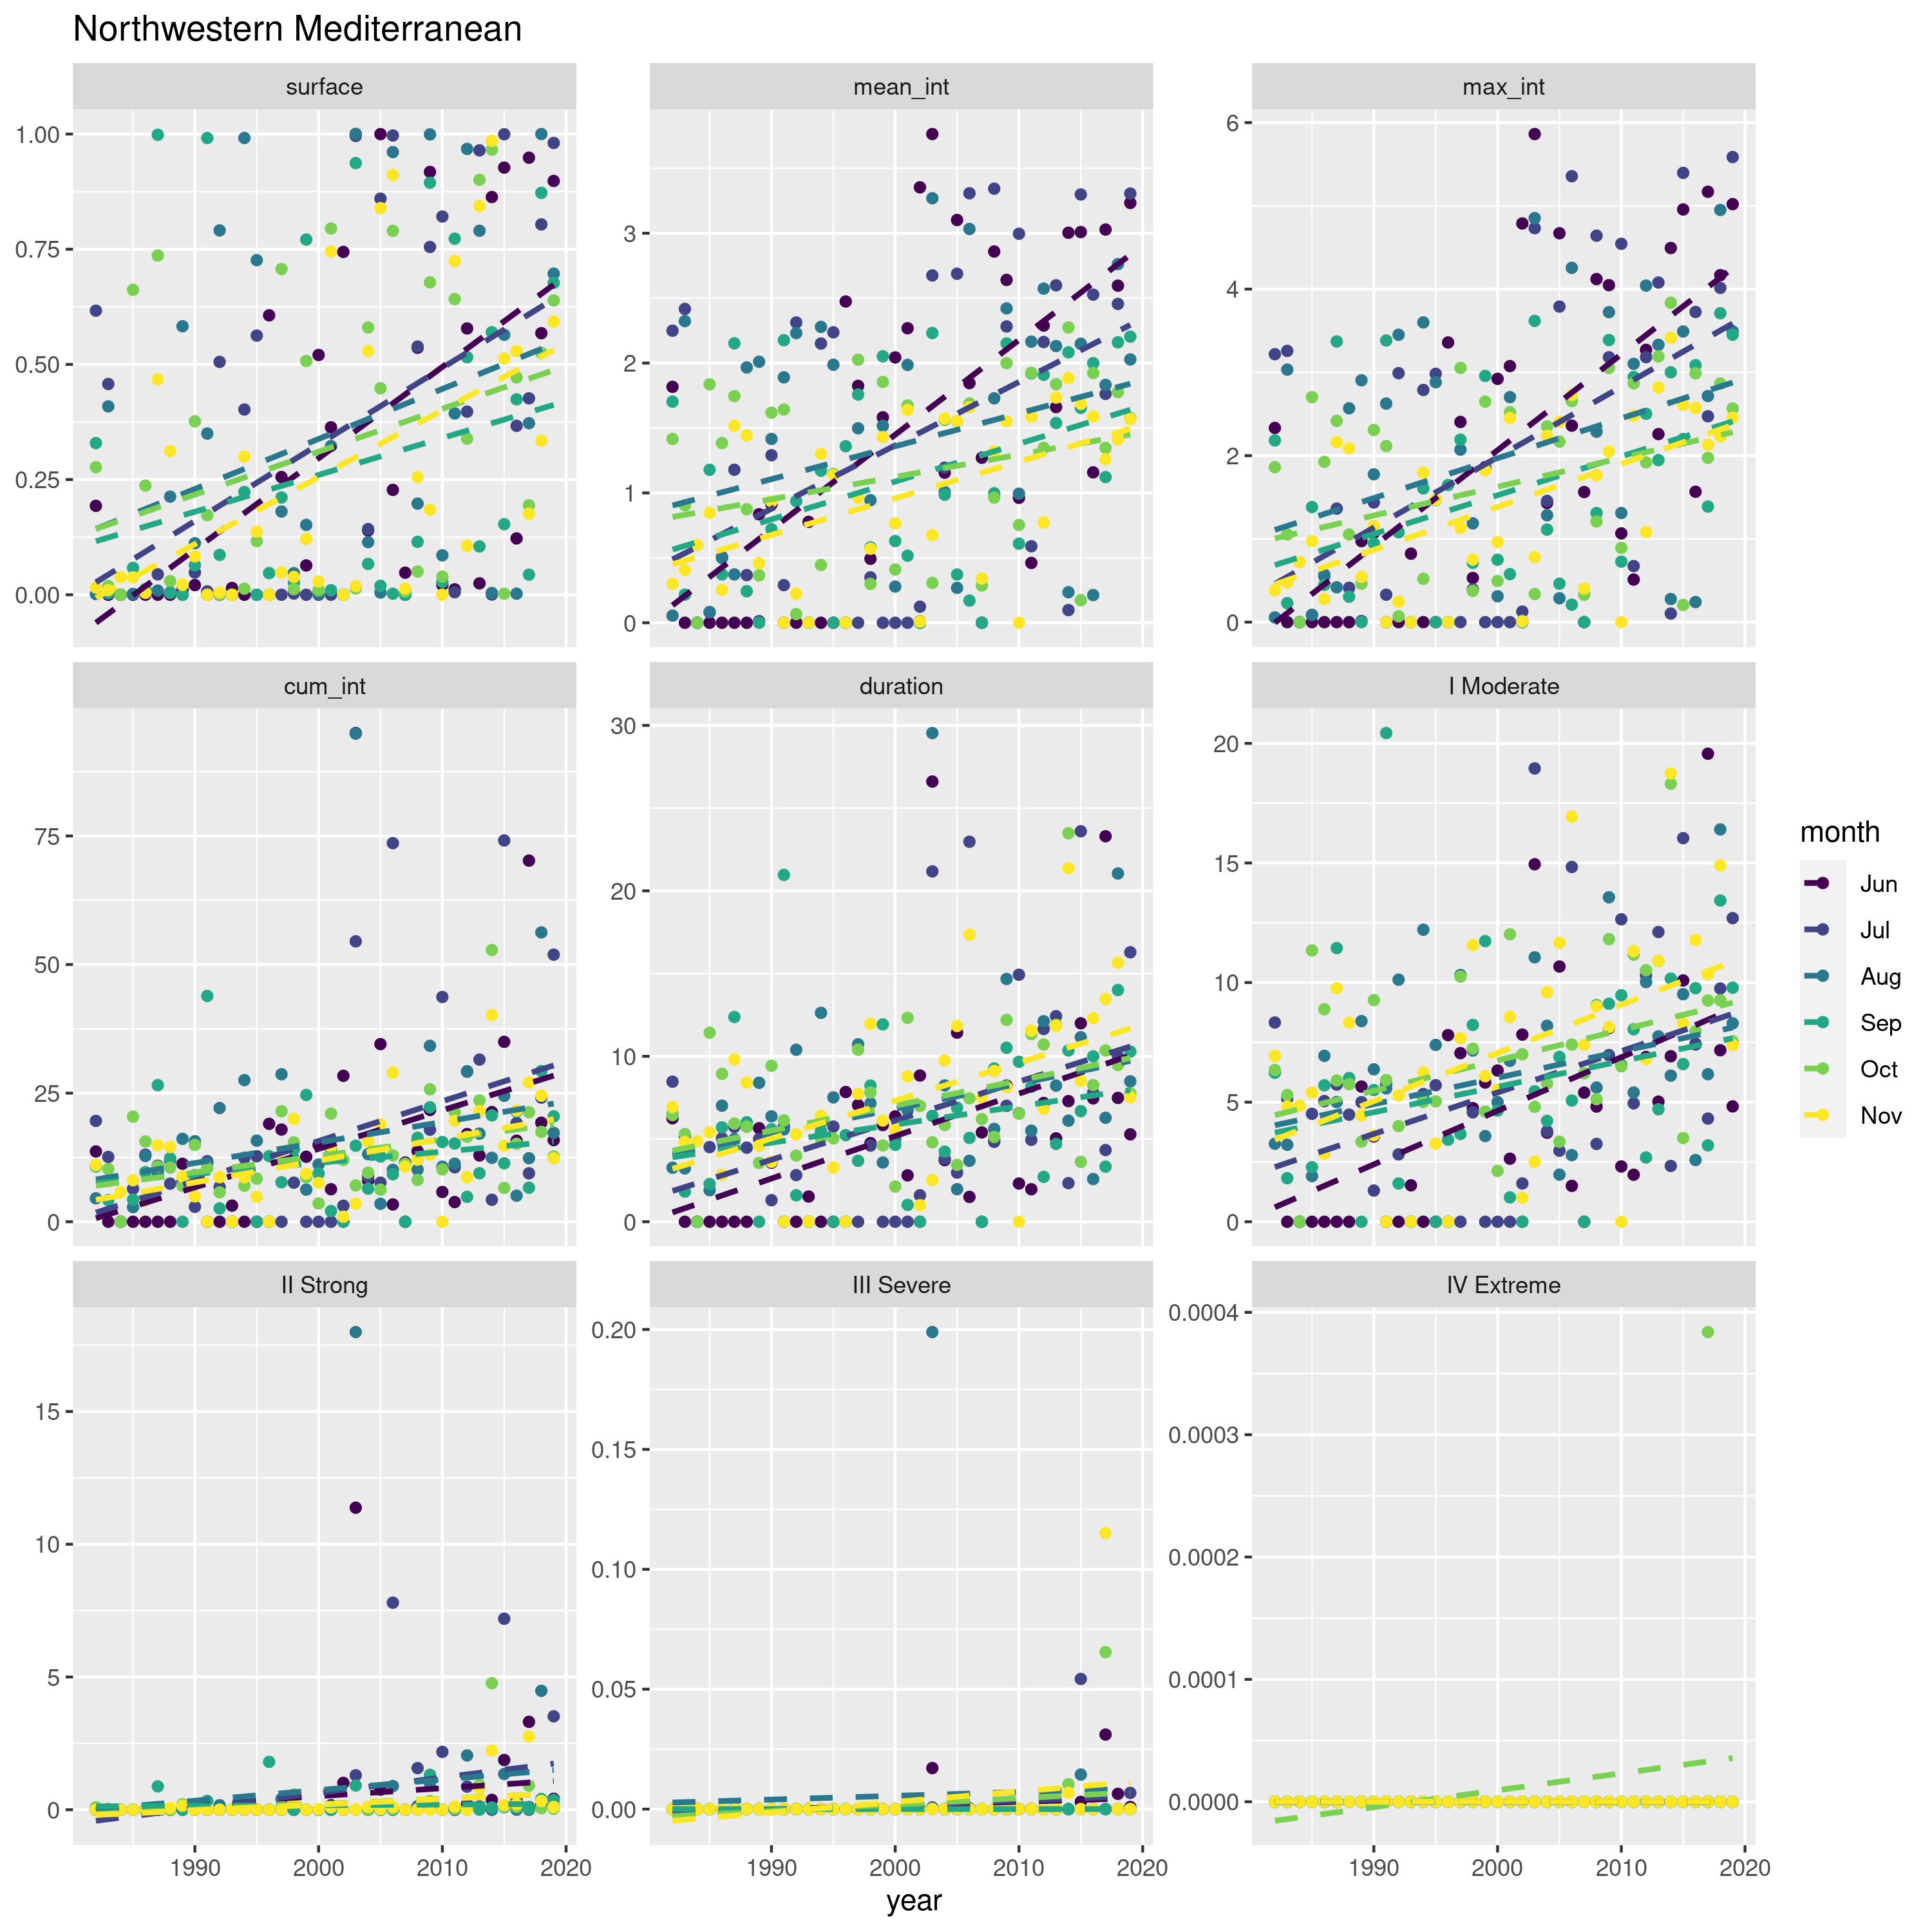 Northwestern Mediterranean
surface
mean_int
max_int
1.00
0.75
0.50
0.25
0.00
3
2
1
0
6
4
2
0
cum_int
duration
I Moderate
75
50
25
0
30
20
10
0
20
15
10
5
0
month
Jun
Jul
Aug
Sep
Oct
Nov
II Strong
III Severe
IV Extreme
15
10
5
0
0.20
0.15
0.10
0.05
0.00
0.0004
0.0003
0.0002
0.0001
0.0000
1990 2000 2010 2020
1990 2000 2010 2020
1990 2000 2010 2020
year